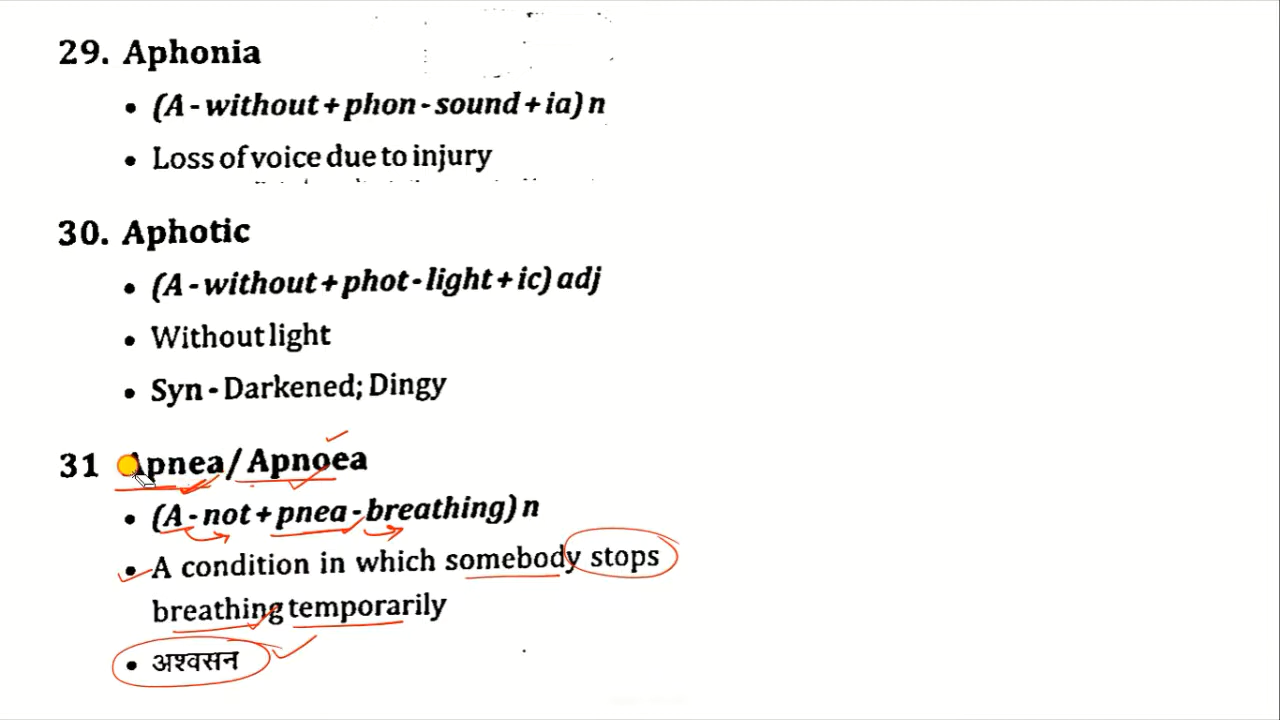 29. Aphonia
• (A - without + phon - sound + ia) n
• Loss of voice due to injury
30. Aphotic
• (A - without + phot - light + ic) adj
• Without light
• Syn - Darkened; Dingy
31 Apnea/Apnoea
• (A - not + pnea - breathing) n
• A condition in which somebody stops
breathing temporarily
• अश्वसन